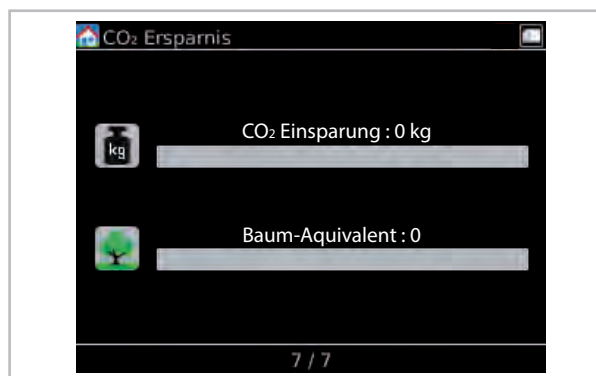 CO₂ Ersparnis
CO₂ Einsparung : 0 kg
kg
Baum-Aquivalent : 0
7 / 7